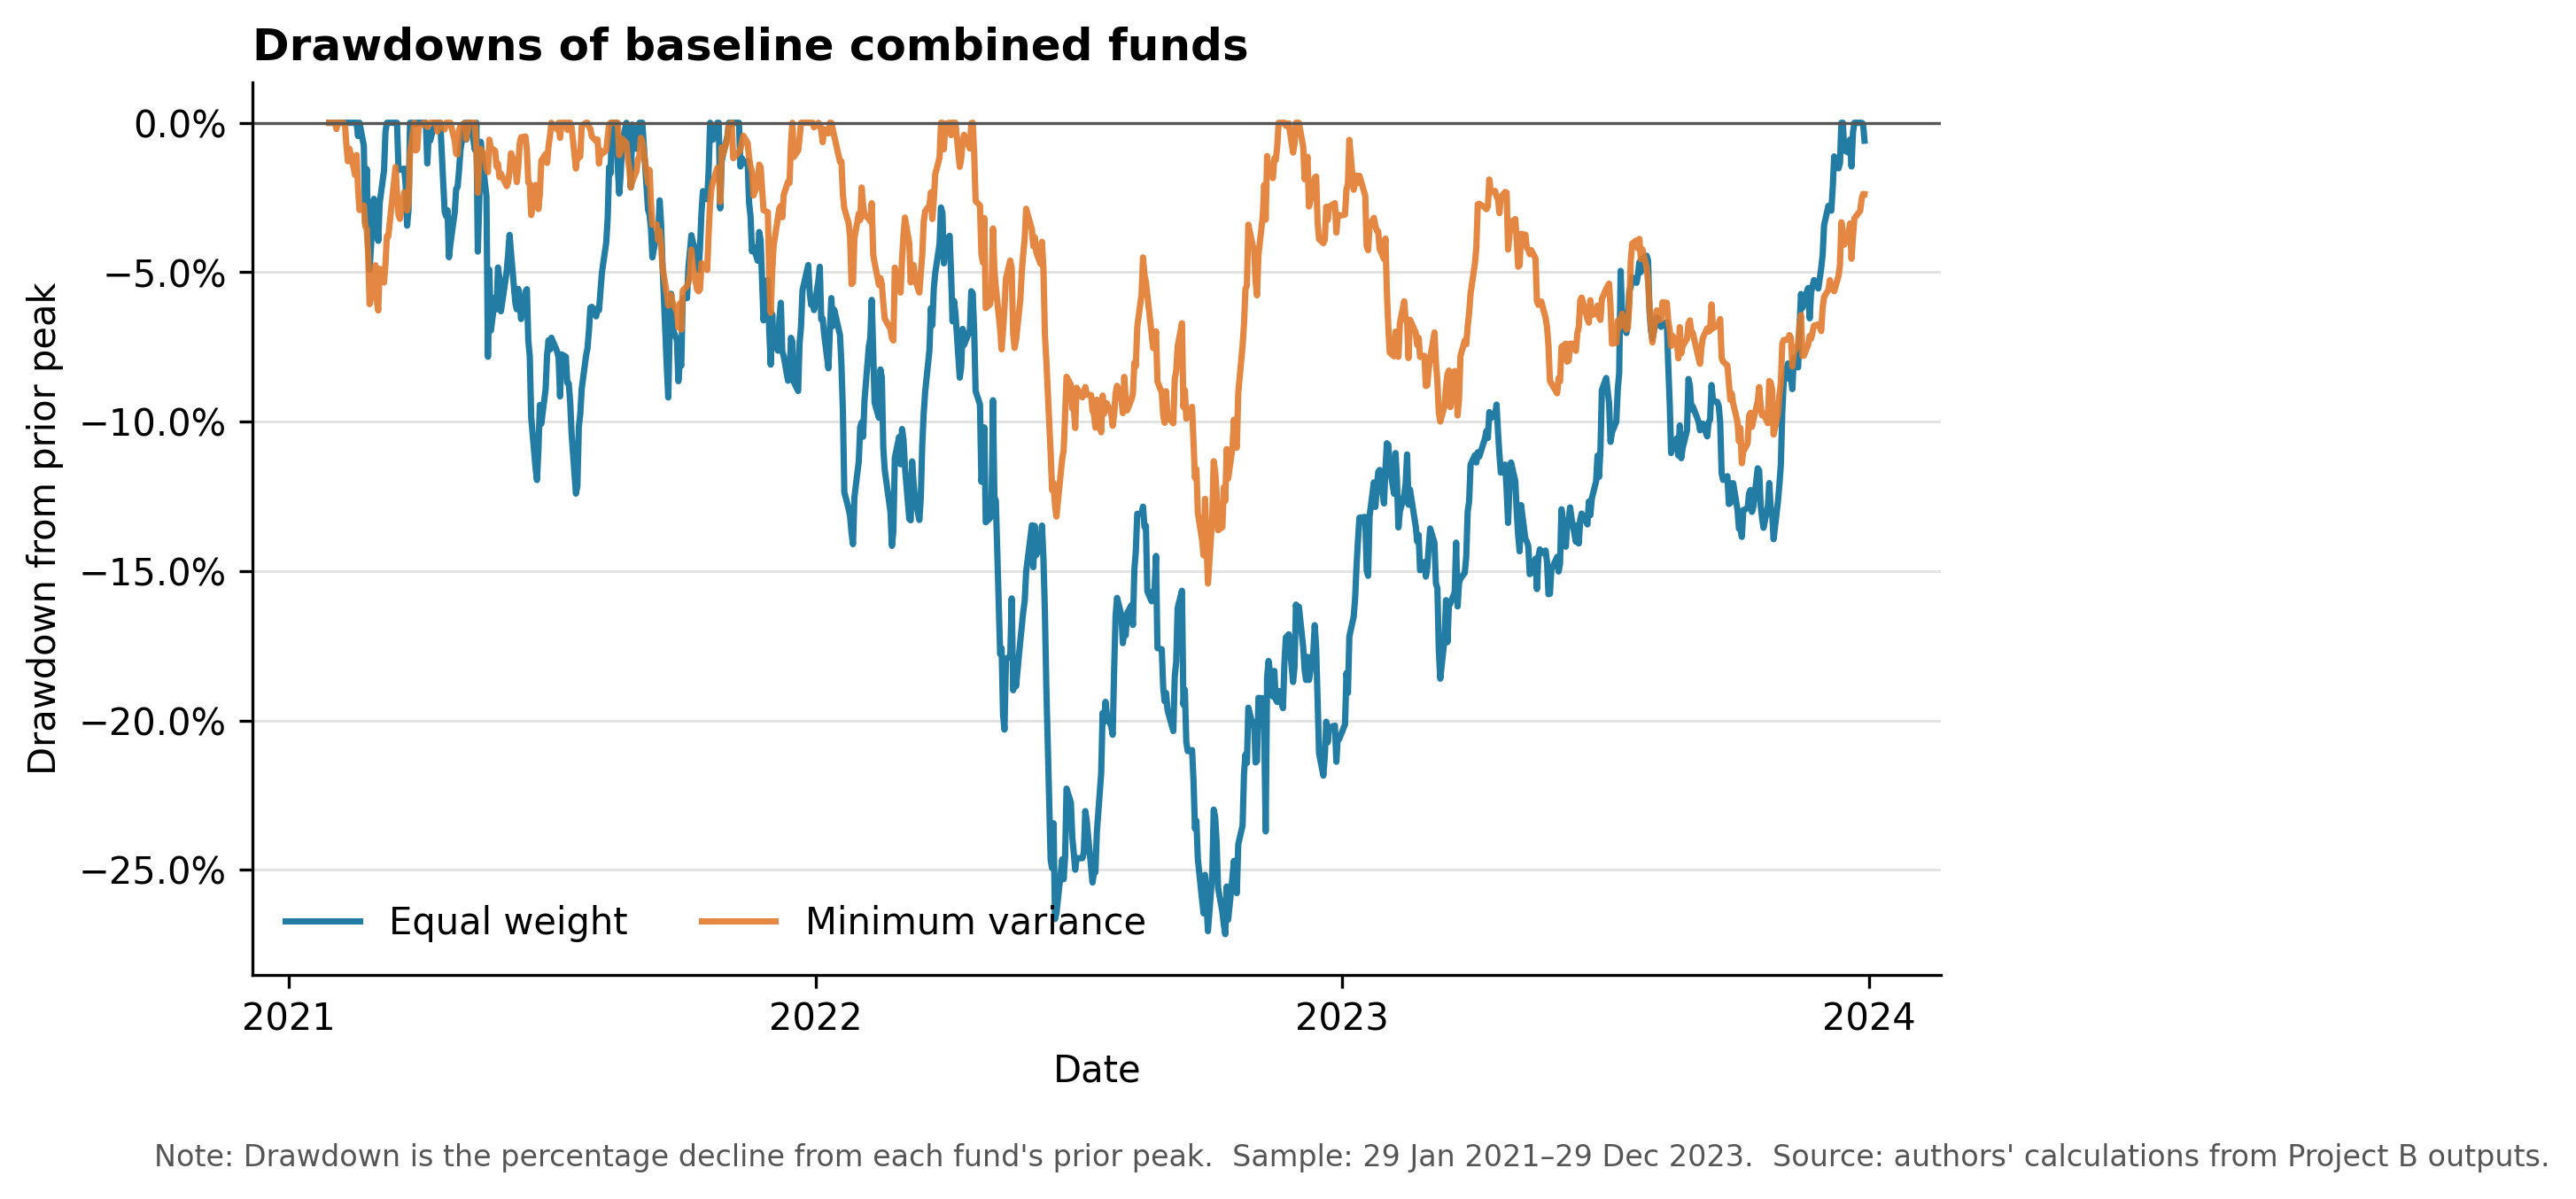 Drawdowns of baseline combined funds
0.0%
−5.0%
−10.0%
−15.0%
−20.0%
−25.0%
Drawdown from prior peak
Equal weight
Minimum variance
2021
2022
2023
2024
Date
Note: Drawdown is the percentage decline from each fund's prior peak.  Sample: 29 Jan 2021–29 Dec 2023.  Source: authors' calculations from Project B outputs.